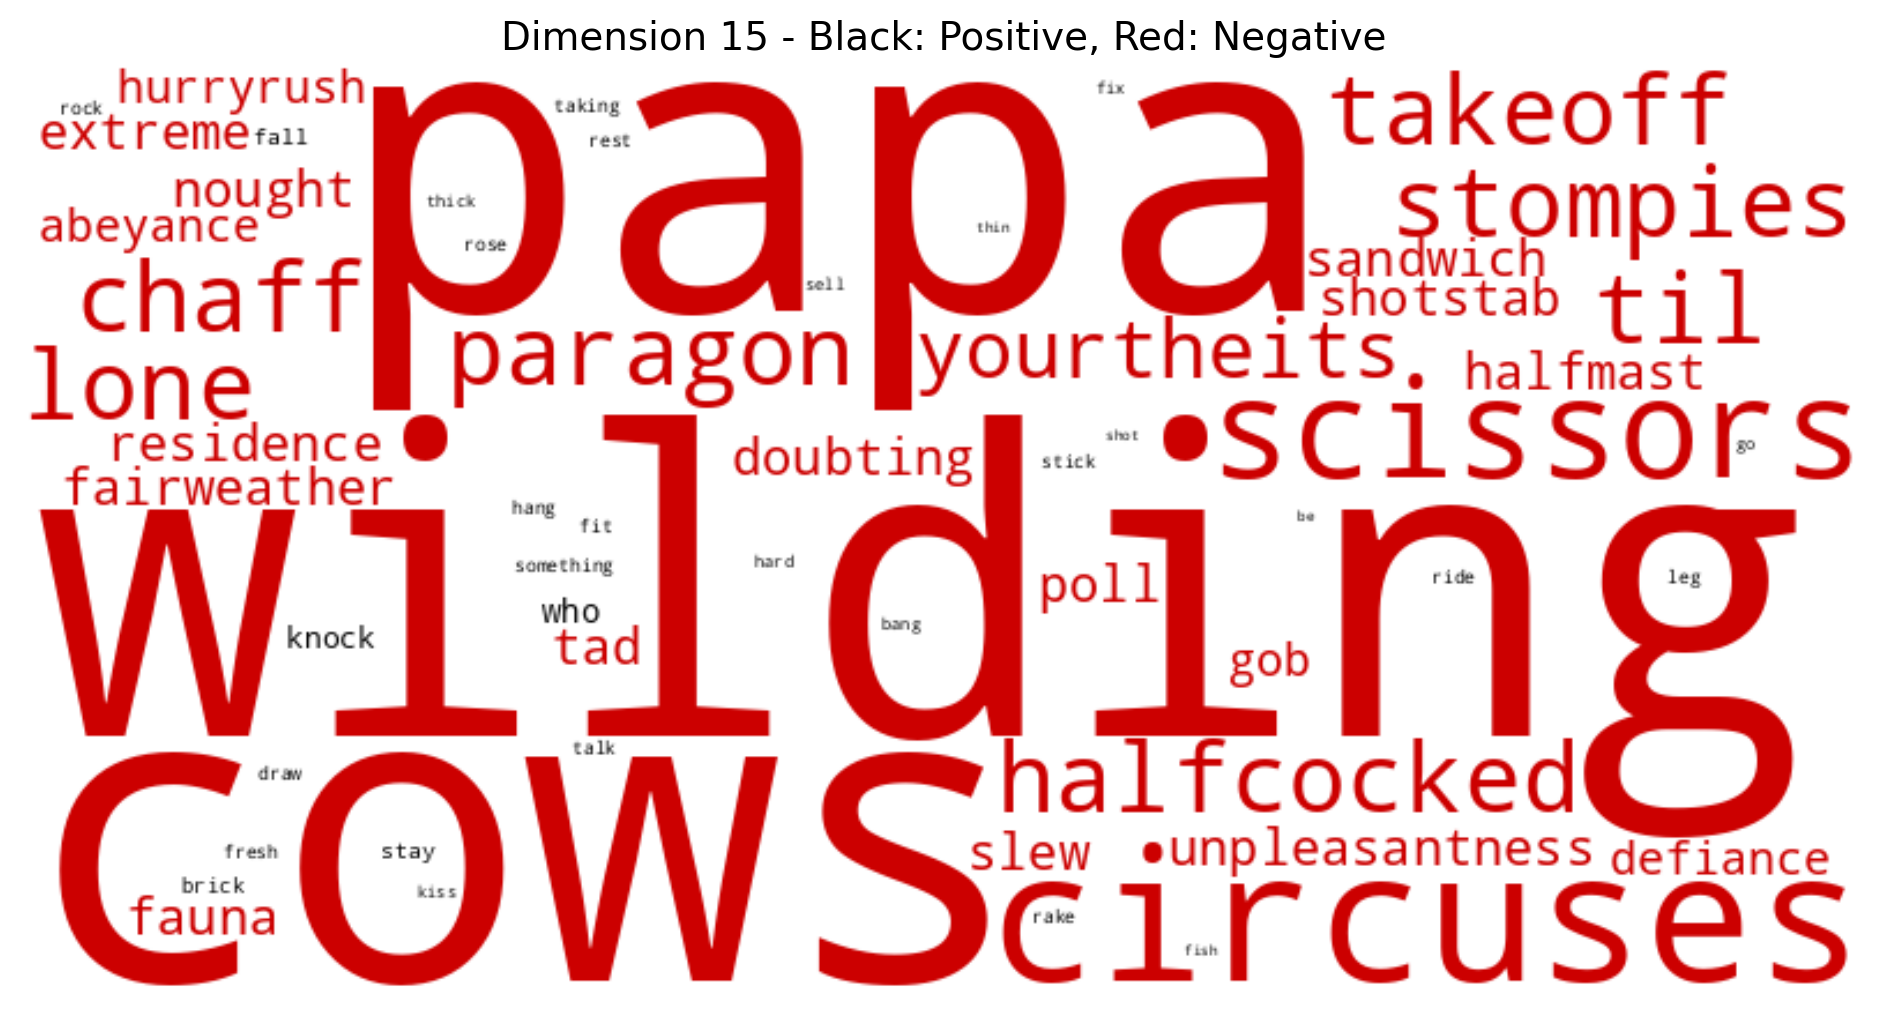 Dimension 15 - Black: Positive, Red: Negative
hurryrush
rock
extreme
fall
taking
rest
fix
takeoff
papa
nought
thick
abeyance
rose
thin
stompies
sandwich
sell
chaff
shotstab
til
paragon
yourtheits
halfmast
lone
scissors
residence
doubting
stick
shot
go
fairweather
hang
fit
be
wilding
something
hard
poll
ride
leg
who
bang
knock
tad
gob
talk
cows
draw
halfcocked
fresh
stay
slew
unpleasantness
defiance
brick
kiss
fauna
rake
circuses
fish